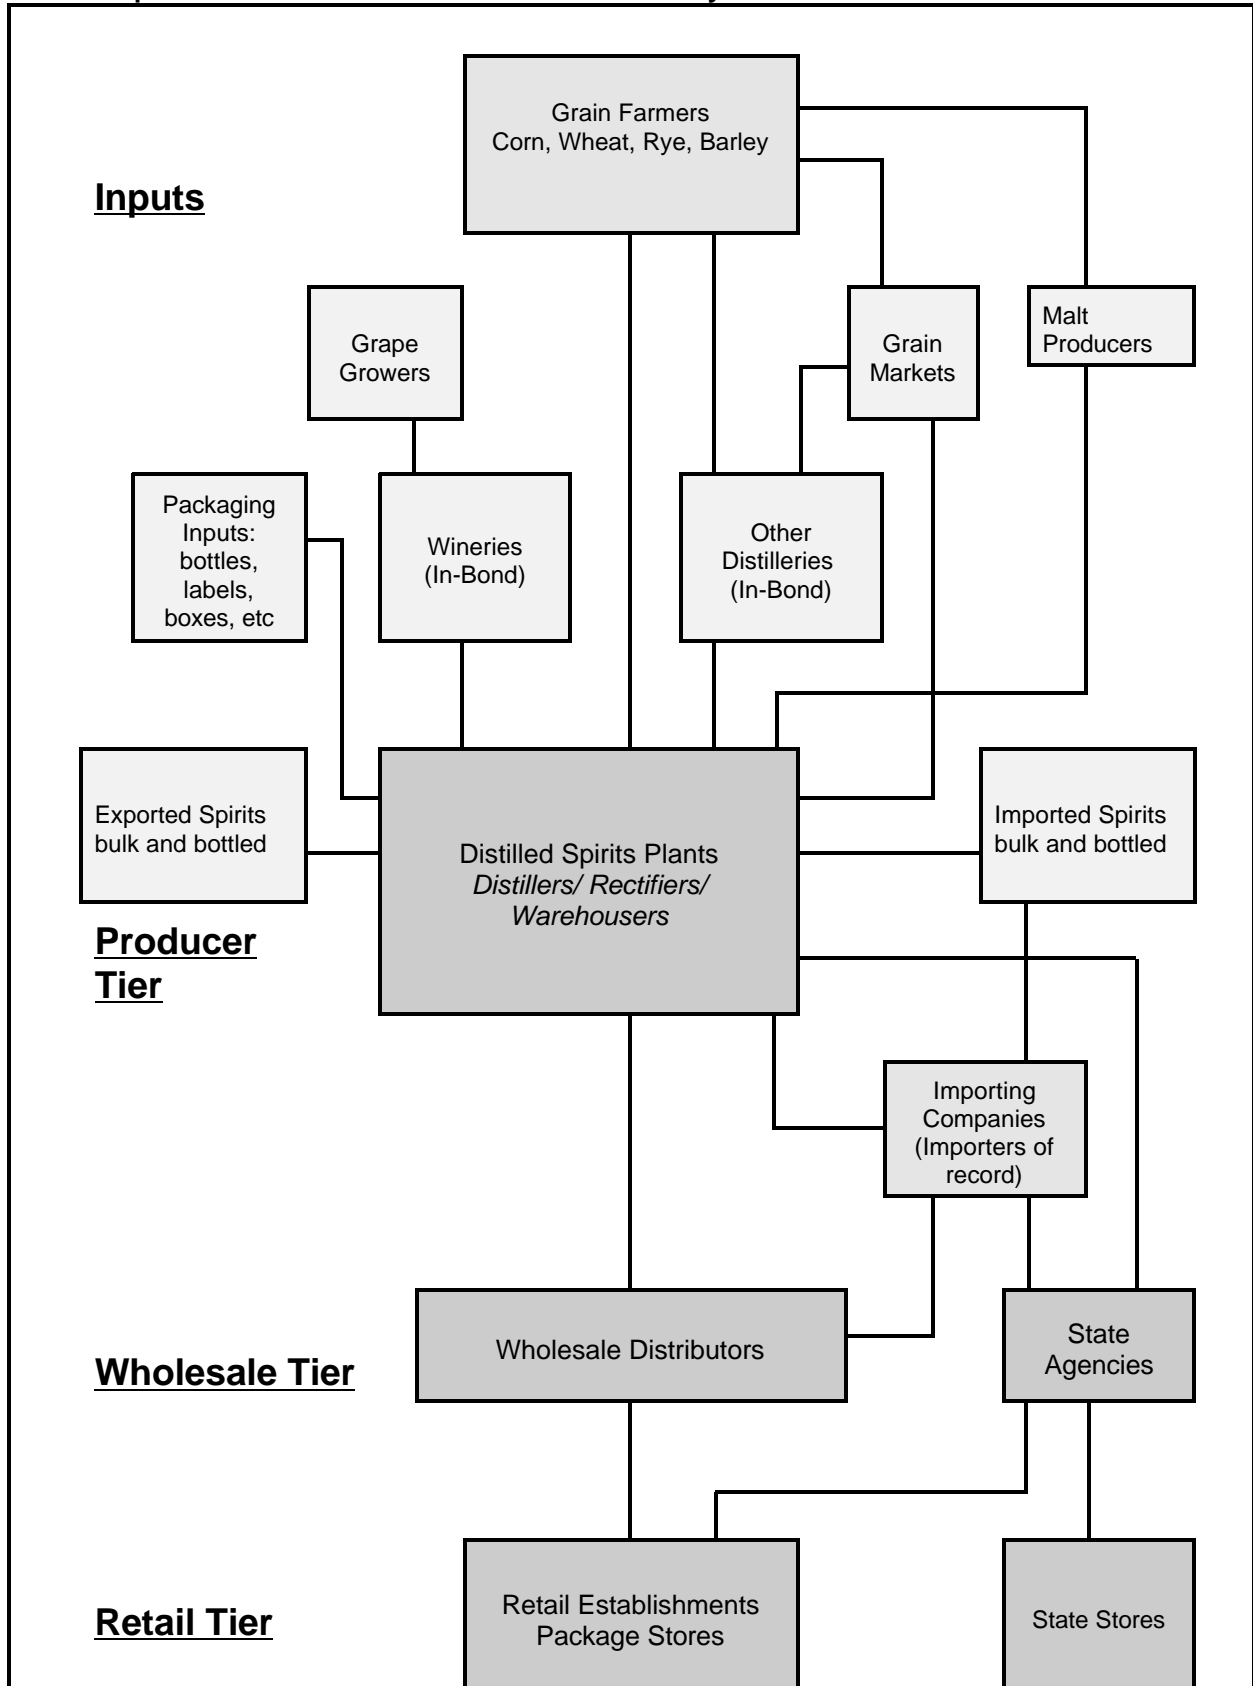 Grain Farmers
Corn, Wheat, Rye, Barley
Inputs
Grape
Growers
Grain
Markets
Malt
Producers
Packaging
Inputs:
bottles,
labels,
boxes, etc
Wineries
(In-Bond)
Other
Distilleries
(In-Bond)
Exported Spirits
bulk and bottled
Distilled Spirits Plants
Distillers/ Rectifiers/
Warehousers
Imported Spirits
bulk and bottled
Producer
Tier
Importing
Companies
(Importers of
record)
Wholesale Tier
Wholesale Distributors
State
Agencies
Retail Tier
Retail Establishments
Package Stores
State Stores